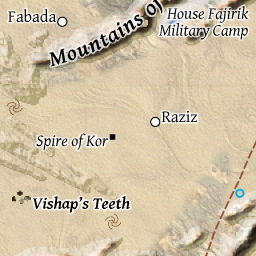 Fabada
Mountains of
House Fajirik
Military Camp
Raziz
Spire of Kor
Vishap's Teeth